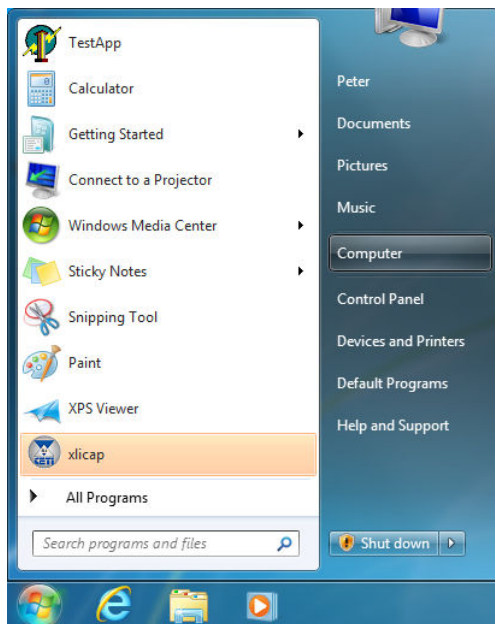 TestApp
Calculator
Getting Started
Connect to a Projector
Windows Media Center
Sticky Notes
Snipping Tool
Paint
XPS Viewer
CETI
xlicap
All Programs
Search programs and files
Peter
Documents
Pictures
Music
Computer
Control Panel
Devices and Printers
Default Programs
Help and Support
Shut down